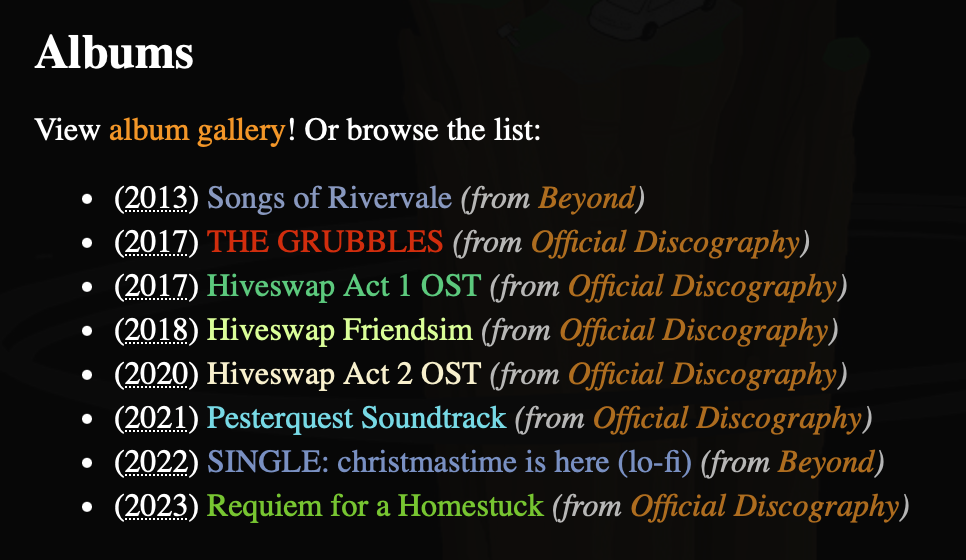 Albums
View album gallery! Or browse the list:
• (2013) Songs of Rivervale (from Beyond)
• (2017) THE GRUBBLES (from Official Discography)
• (2017) Hiveswap Act 1 OST (from Official Discography)
• (2018) Hiveswap Friendsim (from Official Discography)
• (2020) Hiveswap Act 2 OST (from Official Discography)
• (2021) Pesterquest Soundtrack (from Official Discography)
• (2022) SINGLE: christmastime is here (lo-fi) (from Beyond)
• (2023) Requiem for a Homestuck (from Official Discography)